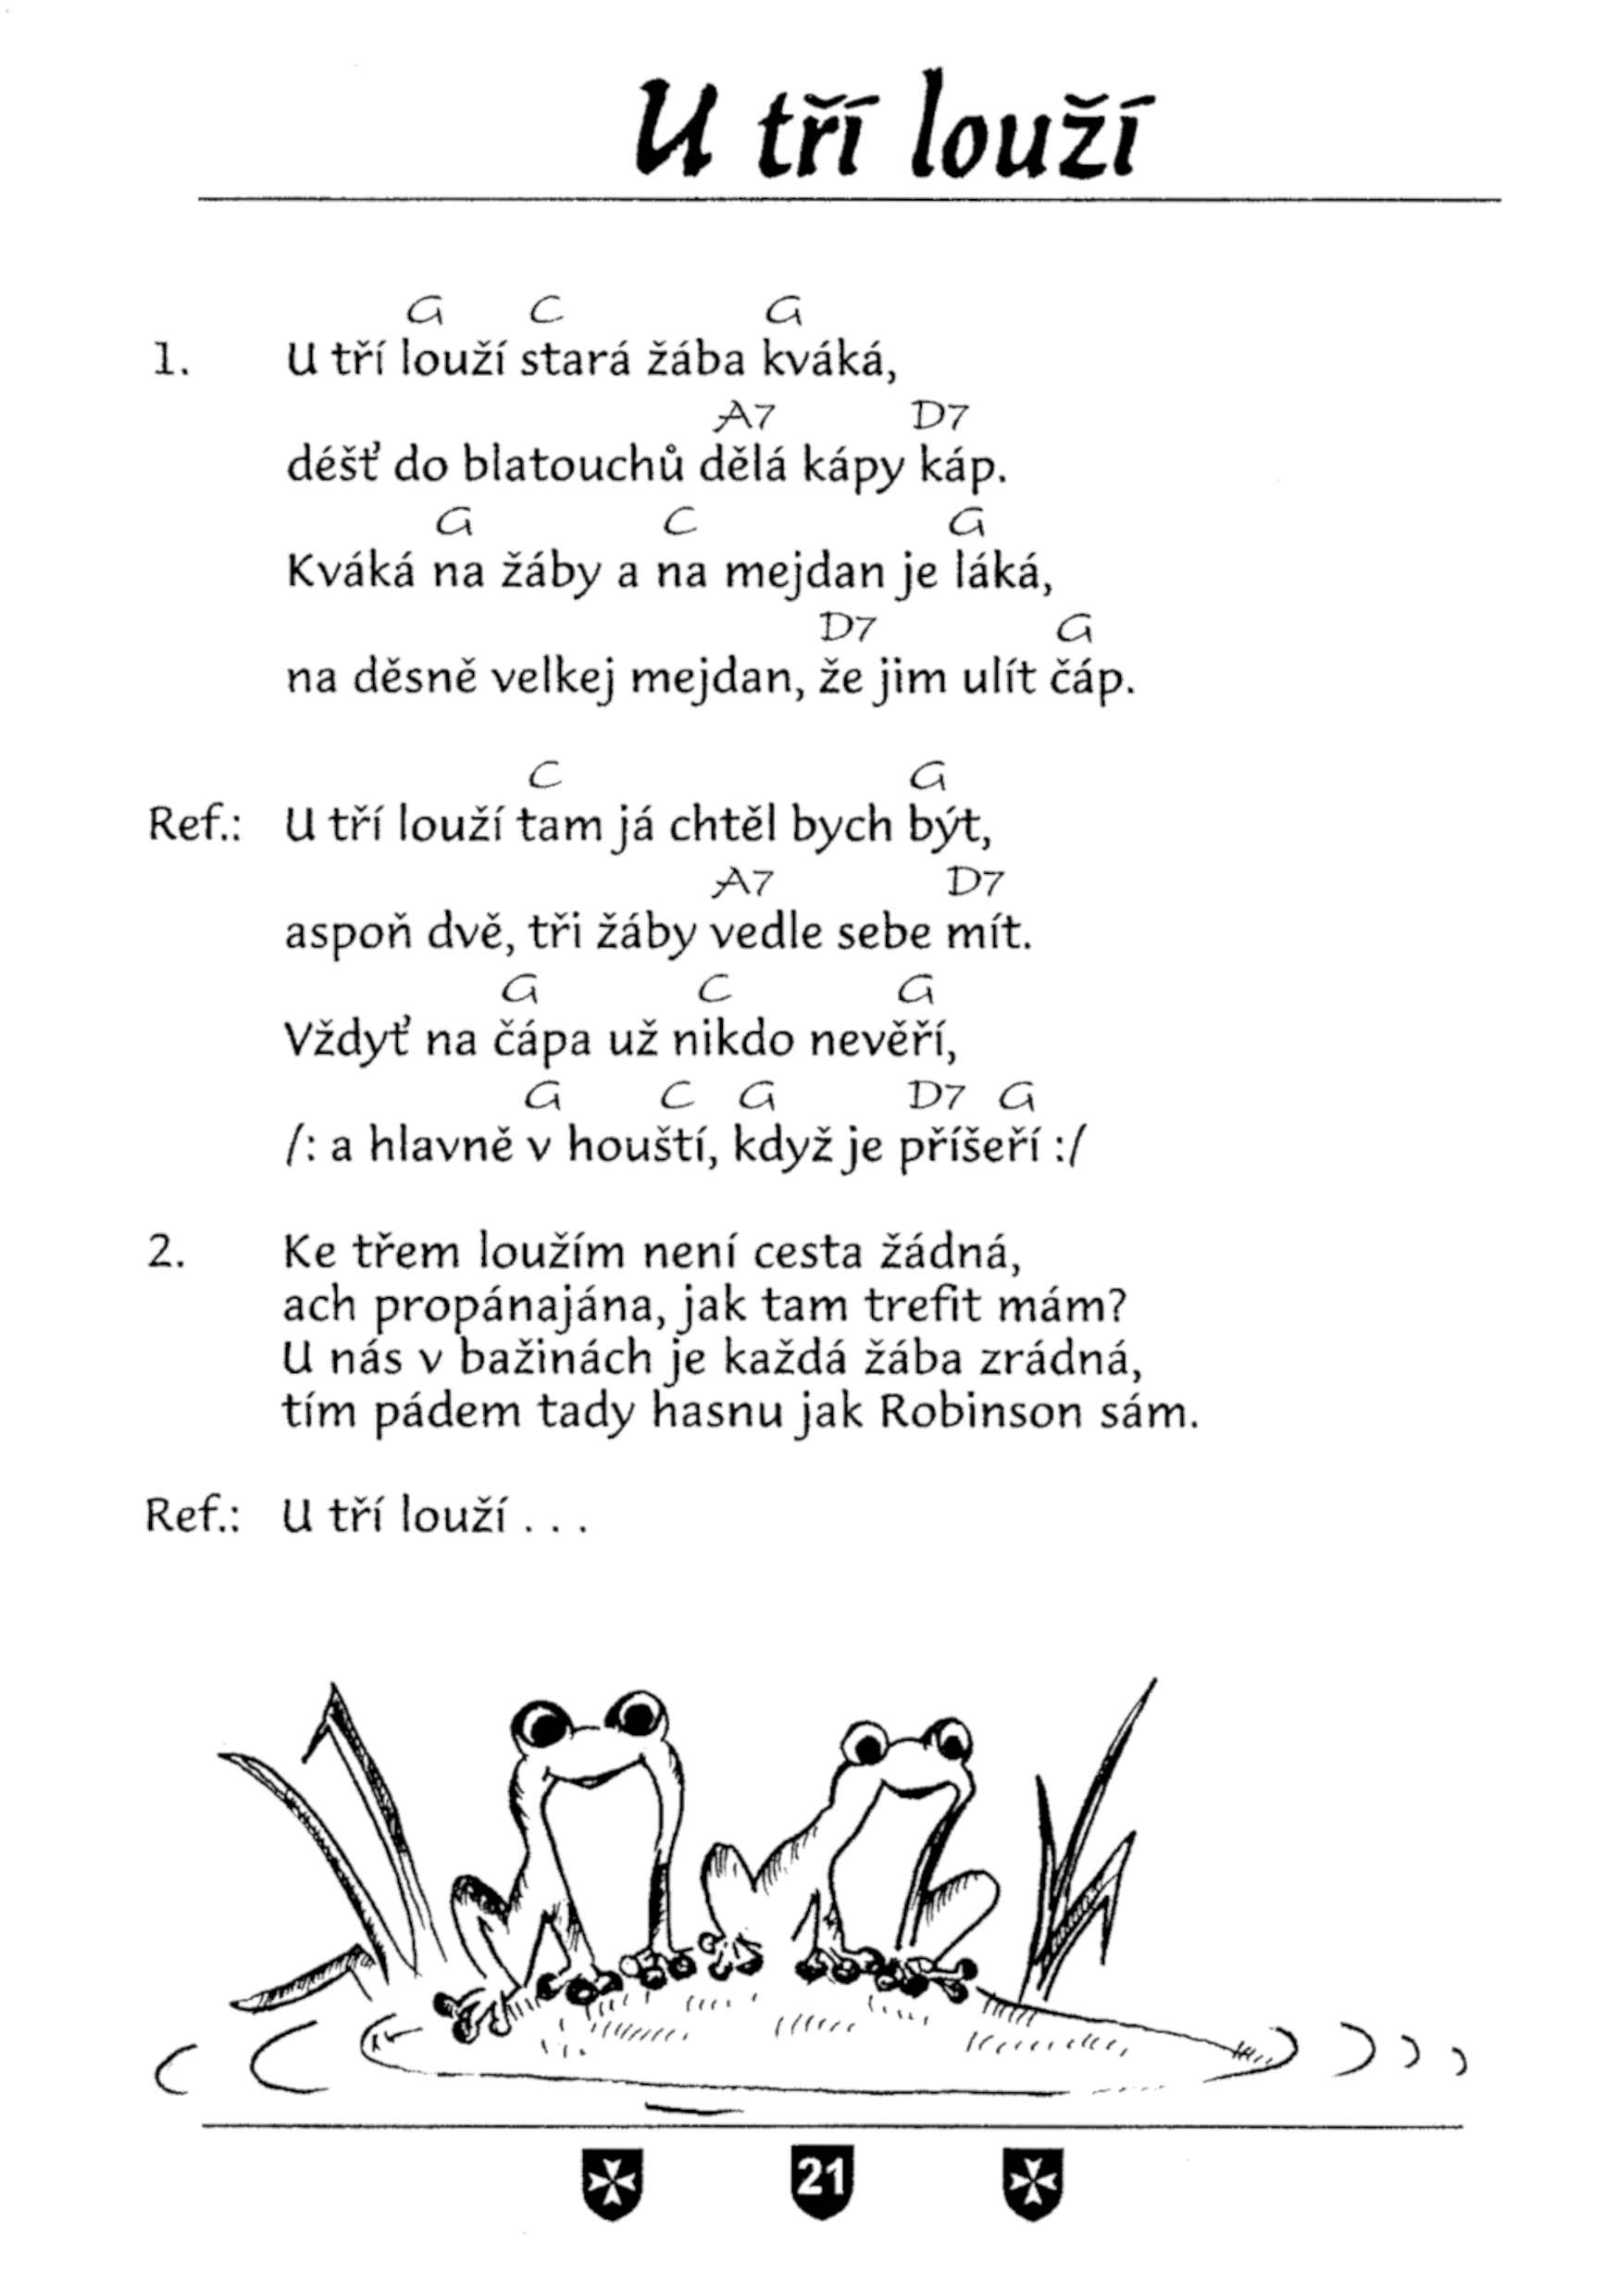 U tří louží
G C G
1. U tří louží stará žába kváká,
A7 D7
déšť do blatouchů dělá kápy káp.
G C G
Kváká na žáby a na mejdan je láká,
D7 G
na děsně velkej mejdan, že jim ulít čáp.
C G
Ref.: U tří louží tam já chtěl bych být,
A7 D7
aspoň dvě, tři žáby vedle sebe mít.
G C G
Vždyť na čápa už nikdo nevěří,
G C G D7 G
/: a hlavně v houští, když je příšeří :/
2. Ke třem loužím není cesta žádná,
ach propánajána, jak tam trefit mám?
U nás v bažinách je každá žába zrádná,
tím pádem tady hasnu jak Robinson sám.
Ref.: U tří louží . . .
21